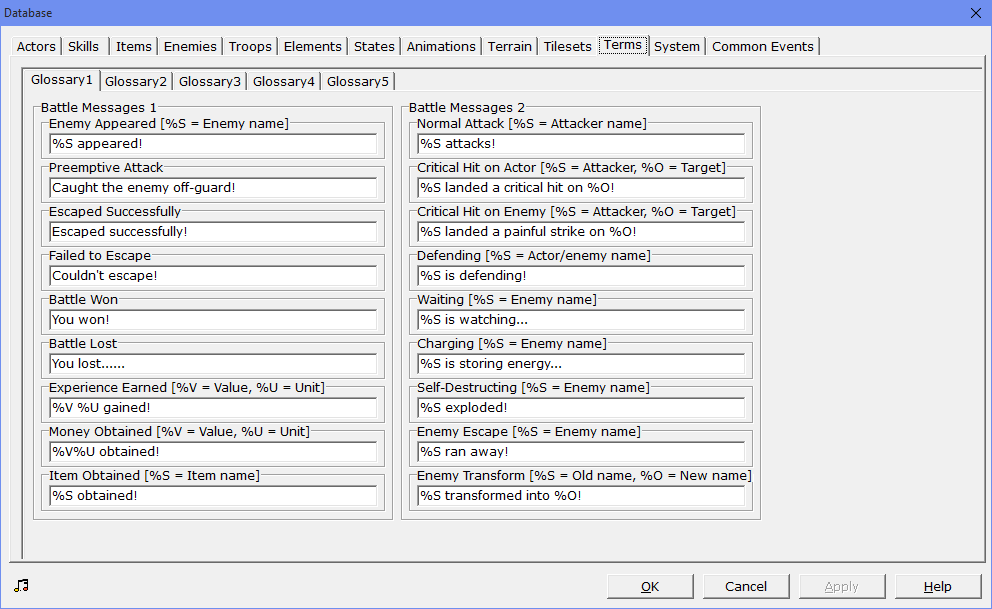 Database
Actors Skills Items Enemies Troops Elements States Animations Terrain Tilesets Terms System Common Events
Glossary1 Glossary2 Glossary3 Glossary4 Glossary5
Battle Messages 1
Enemy Appeared [%S = Enemy name]
%S appeared!
Preemptive Attack
Caught the enemy off-guard!
Escaped Successfully
Escaped successfully!
Failed to Escape
Couldn't escape!
Battle Won
You won!
Battle Lost
You lost......
Experience Earned [%V = Value, %U = Unit]
%V %U gained!
Money Obtained [%V = Value, %U = Unit]
%V%U obtained!
Item Obtained [%S = Item name]
%S obtained!
Battle Messages 2
Normal Attack [%S = Attacker name]
%S attacks!
Critical Hit on Actor [%S = Attacker, %O = Target]
%S landed a critical hit on %O!
Critical Hit on Enemy [%S = Attacker, %O = Target]
%S landed a painful strike on %O!
Defending [%S = Actor/enemy name]
%S is defending!
Waiting [%S = Enemy name]
%S is watching...
Charging [%S = Enemy name]
%S is storing energy...
Self-Destructing [%S = Enemy name]
%S exploded!
Enemy Escape [%S = Enemy name]
%S ran away!
Enemy Transform [%S = Old name, %O = New name]
%S transformed into %O!
OK Cancel Apply Help